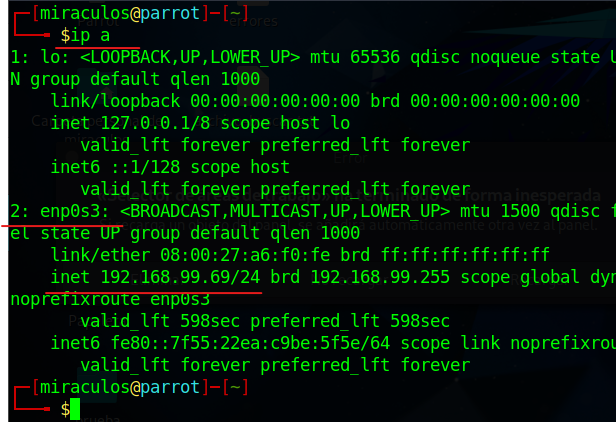 ┌─[miraculos@parrot]─[~]
└──╼ $ip a
1: lo: <LOOPBACK,UP,LOWER_UP> mtu 65536 qdisc noqueue state U
N group default qlen 1000
link/loopback 00:00:00:00:00:00 brd 00:00:00:00:00:00
inet 127.0.0.1/8 scope host lo
valid_lft forever preferred_lft forever
inet6 ::1/128 scope host
valid_lft forever preferred_lft forever
2: enp0s3: <BROADCAST,MULTICAST,UP,LOWER_UP> mtu 1500 qdisc f
el state UP group default qlen 1000
link/ether 08:00:27:a6:f0:fe brd ff:ff:ff:ff:ff:ff
inet 192.168.99.69/24 brd 192.168.99.255 scope global dyn
noprefixroute enp0s3
valid_lft 598sec preferred_lft 598sec
inet6 fe80::7f55:22ea:c9be:5f5e/64 scope link noprefixrou
valid_lft forever preferred_lft forever
┌─[miraculos@parrot]─[~]
└──╼ $